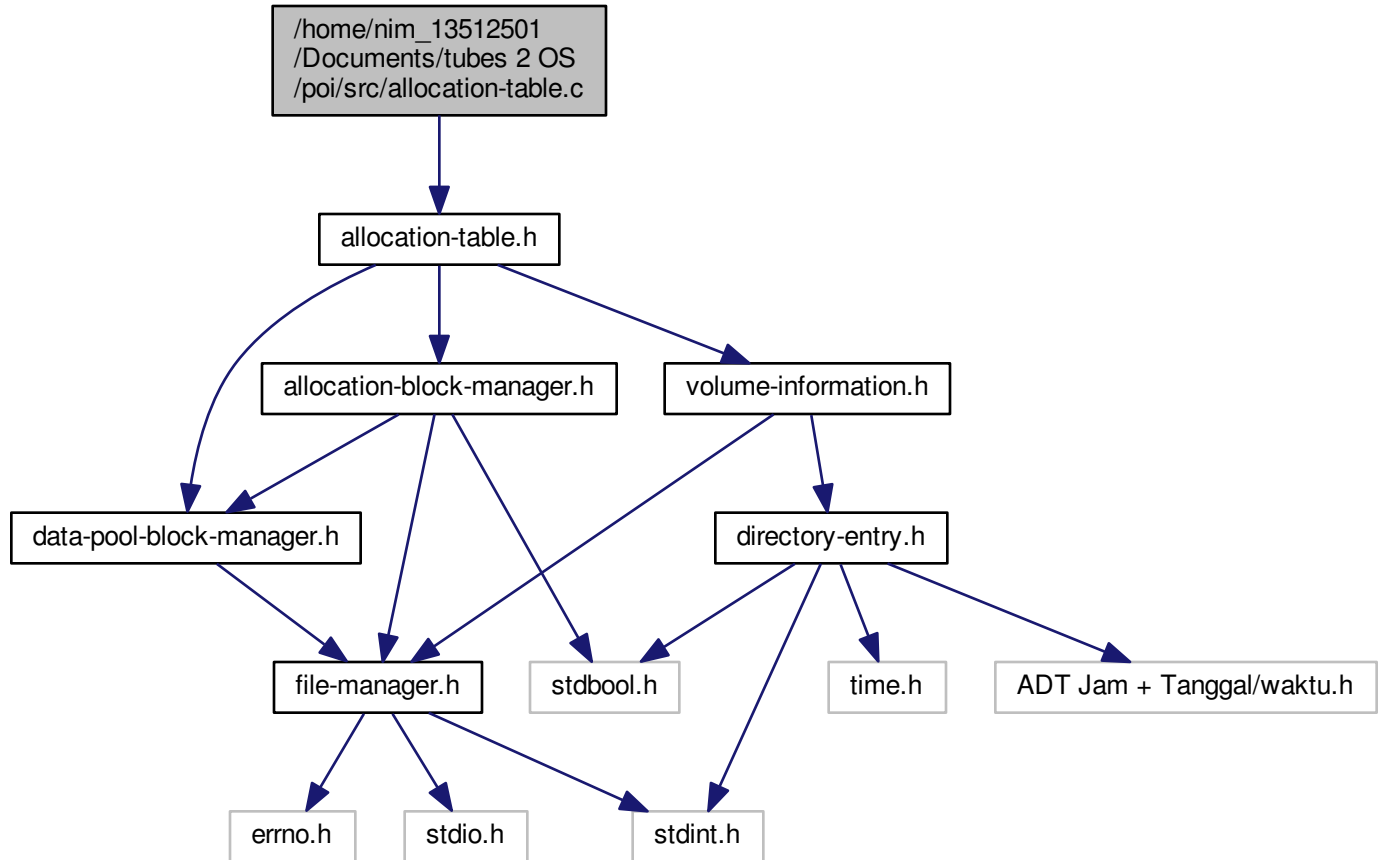 /home/nim_13512501
/Documents/tubes 2 OS
/poi/src/allocation-table.c
allocation-table.h
allocation-block-manager.h
volume-information.h
data-pool-block-manager.h
directory-entry.h
file-manager.h
stdbool.h
time.h
ADT Jam + Tanggal/waktu.h
errno.h
stdio.h
stdint.h